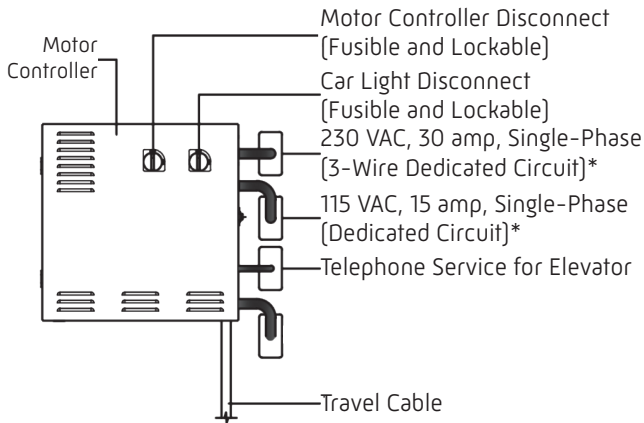 Motor Controller Disconnect
(Fusible and Lockable)
Motor
Controller
Car Light Disconnect
(Fusible and Lockable)
230 VAC, 30 amp, Single-Phase
(3-Wire Dedicated Circuit)*
115 VAC, 15 amp, Single-Phase
(Dedicated Circuit)*
Telephone Service for Elevator
Travel Cable